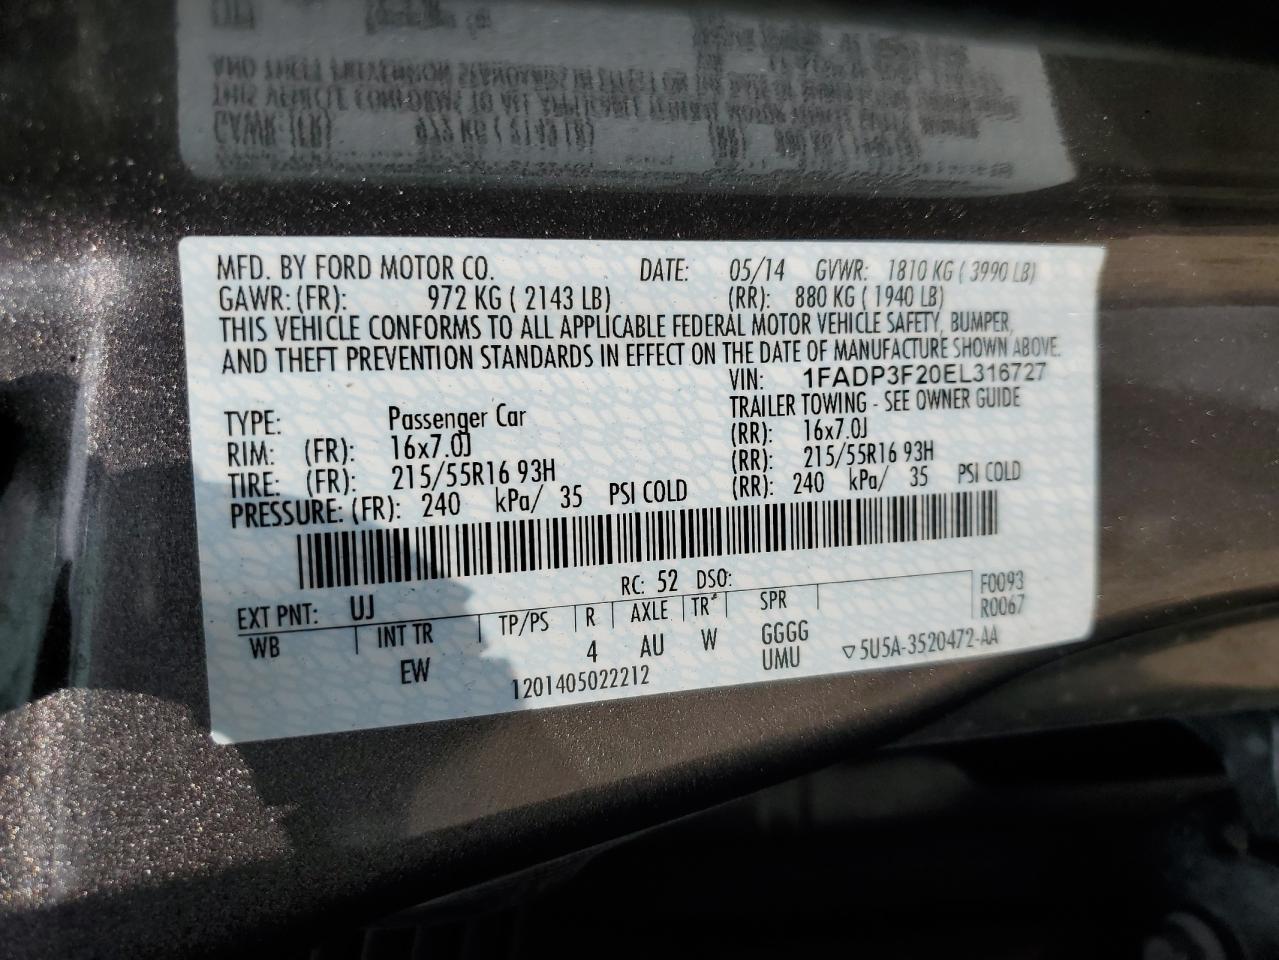 MFD. BY FORD MOTOR CO. DATE: 05/14 GVWR: 1810 KG ( 3990 LB)
GAWR: (FR): 972 KG ( 2143 LB) (RR): 880 KG ( 1940 LB)
THIS VEHICLE CONFORMS TO ALL APPLICABLE FEDERAL MOTOR VEHICLE SAFETY, BUMPER,
AND THEFT PREVENTION STANDARDS IN EFFECT ON THE DATE OF MANUFACTURE SHOWN ABOVE.
VIN: 1FADP3F20EL316727
TYPE: Passenger Car TRAILER TOWING - SEE OWNER GUIDE
RIM: (FR): 16x7.0J (RR): 16x7.0J
TIRE: (FR): 215/55R16 93H (RR): 215/55R16 93H
PRESSURE: (FR): 240 kPa/ 35 PSI COLD (RR): 240 kPa/ 35 PSI COLD
RC: 52 DSO:
EXT PNT: UJ F0093
WB INT TR TP/PS R AXLE TR* SPR R0067
EW 4 AU W GGGG
UMU ▽5U5A-3520472-AA
1201405022212